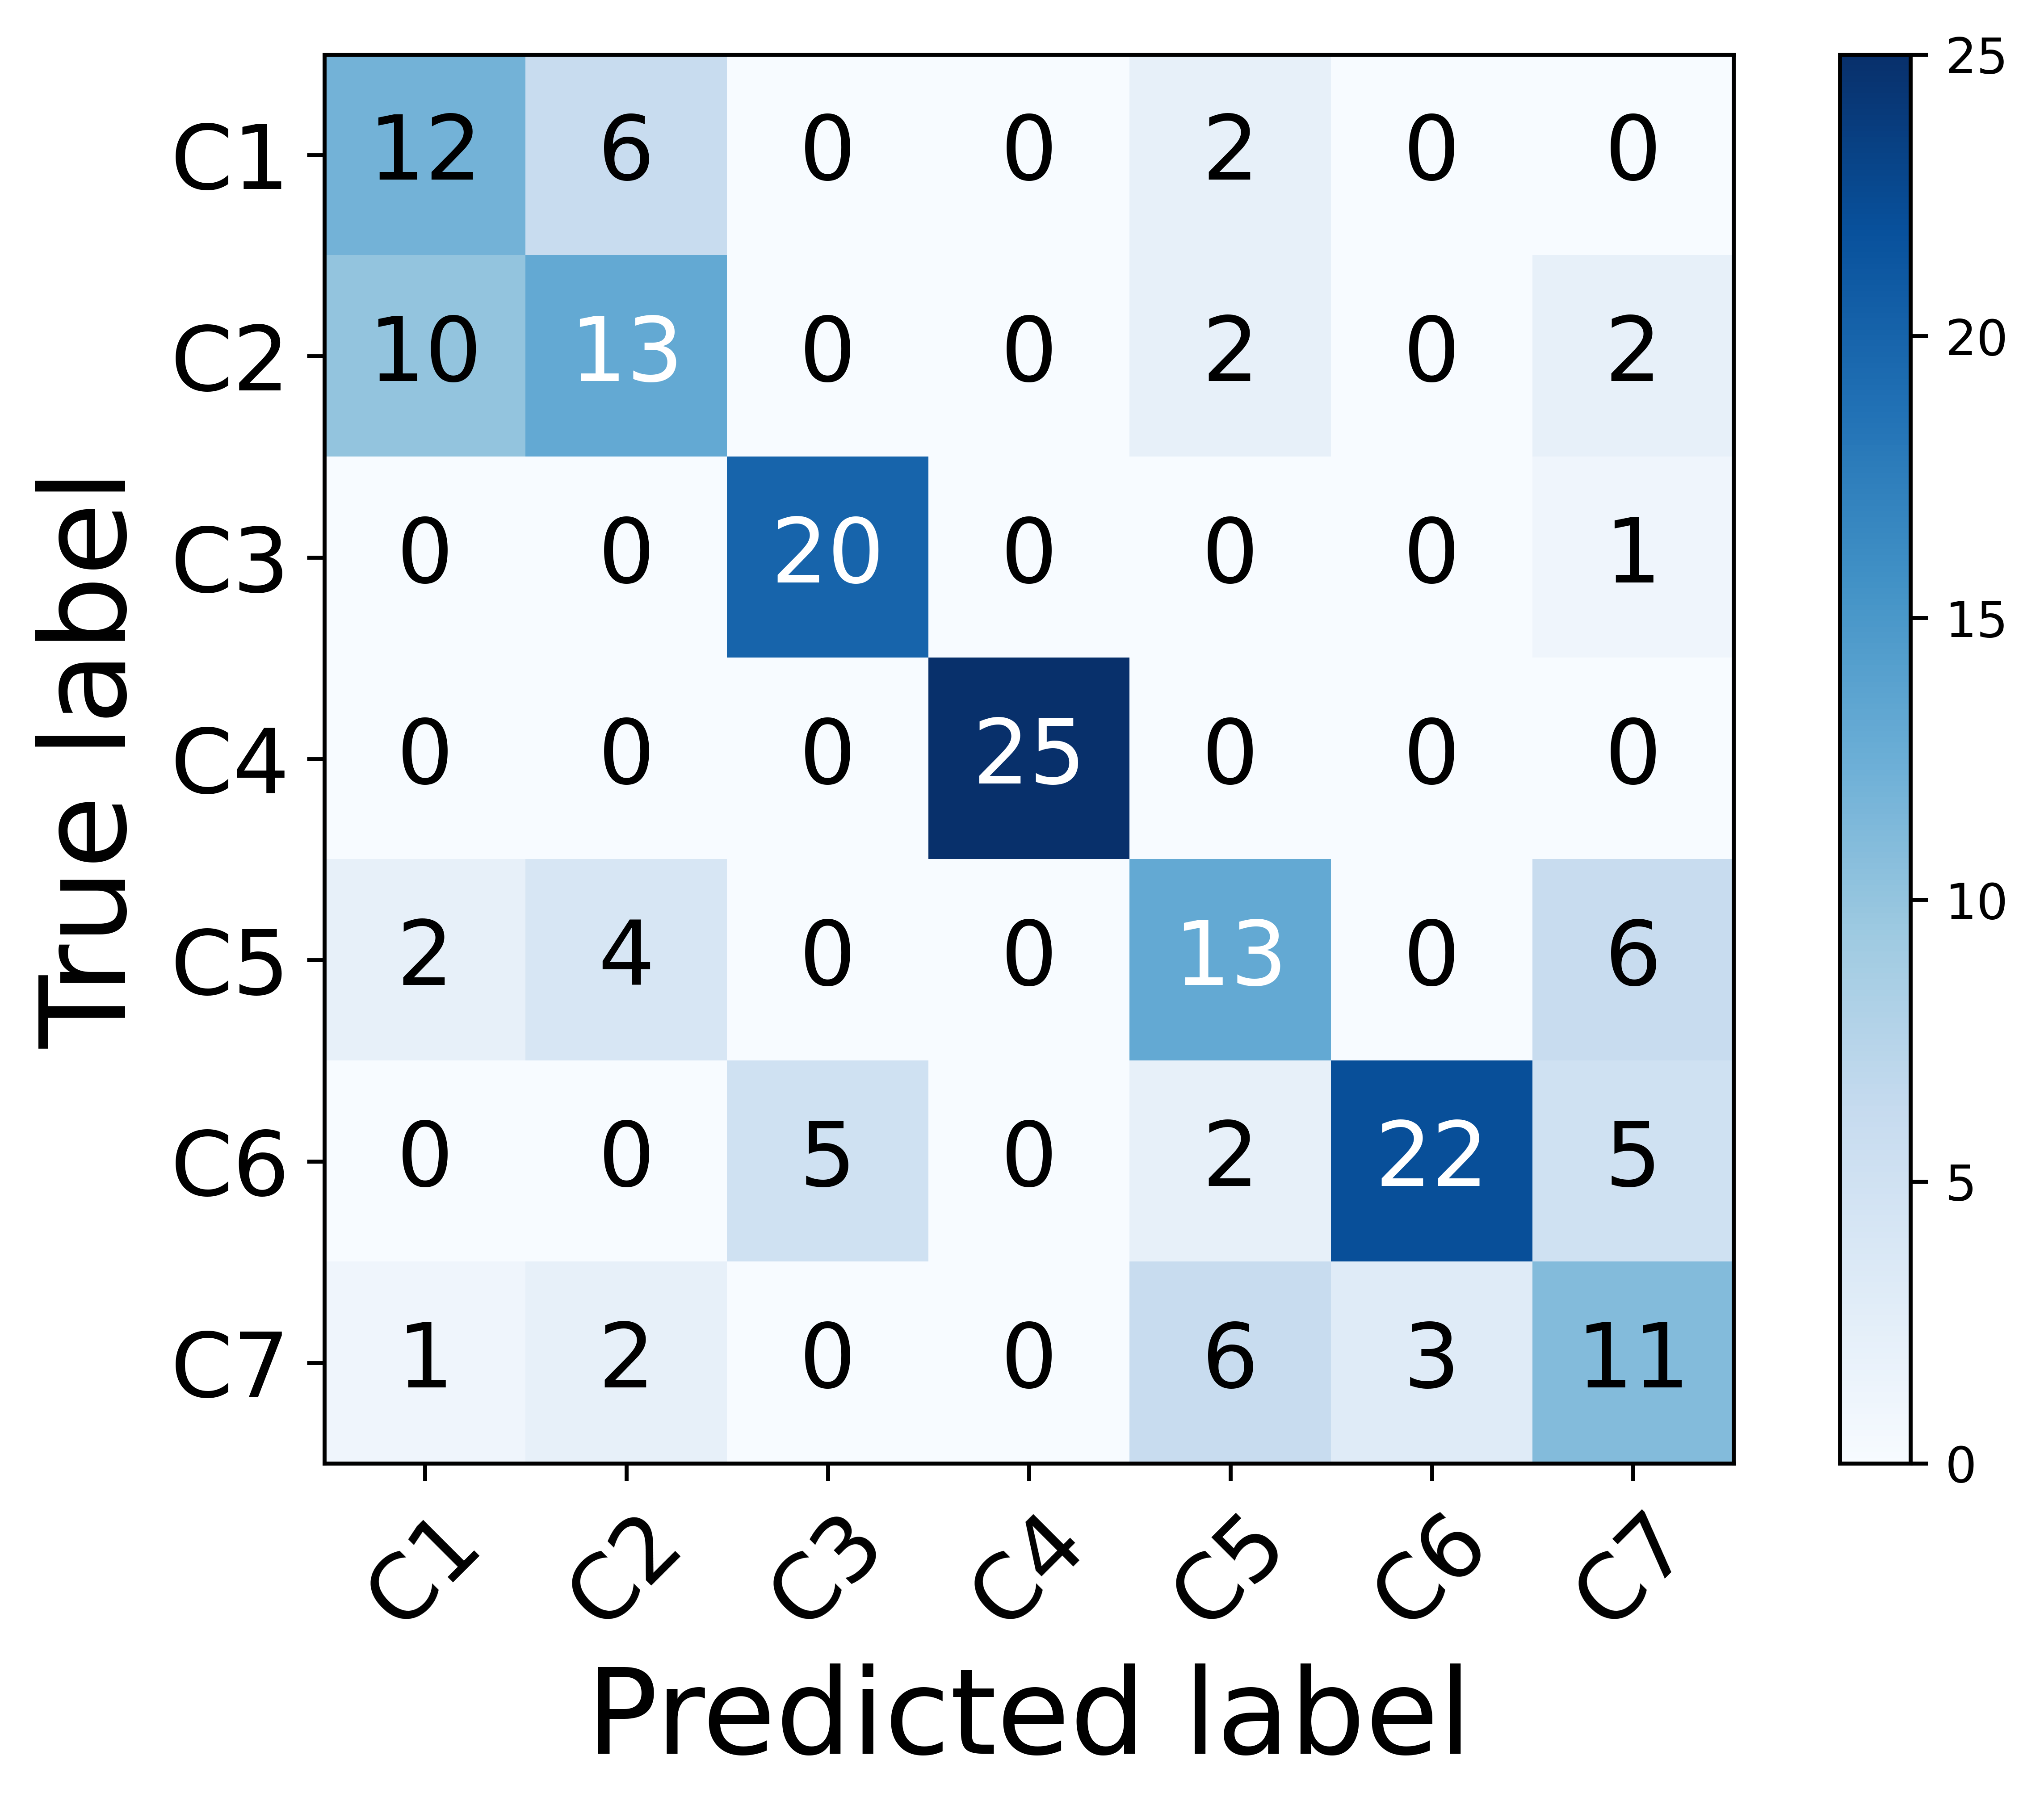 True label
C1 12 6 0 0 2 0 0
C2 10 13 0 0 2 0 2
C3 0 0 20 0 0 0 1
C4 0 0 0 25 0 0 0
C5 2 4 0 0 13 0 6
C6 0 0 5 0 2 22 5
C7 1 2 0 0 6 3 11
C1 C2 C3 C4 C5 C6 C7
Predicted label
25
20
15
10
5
0